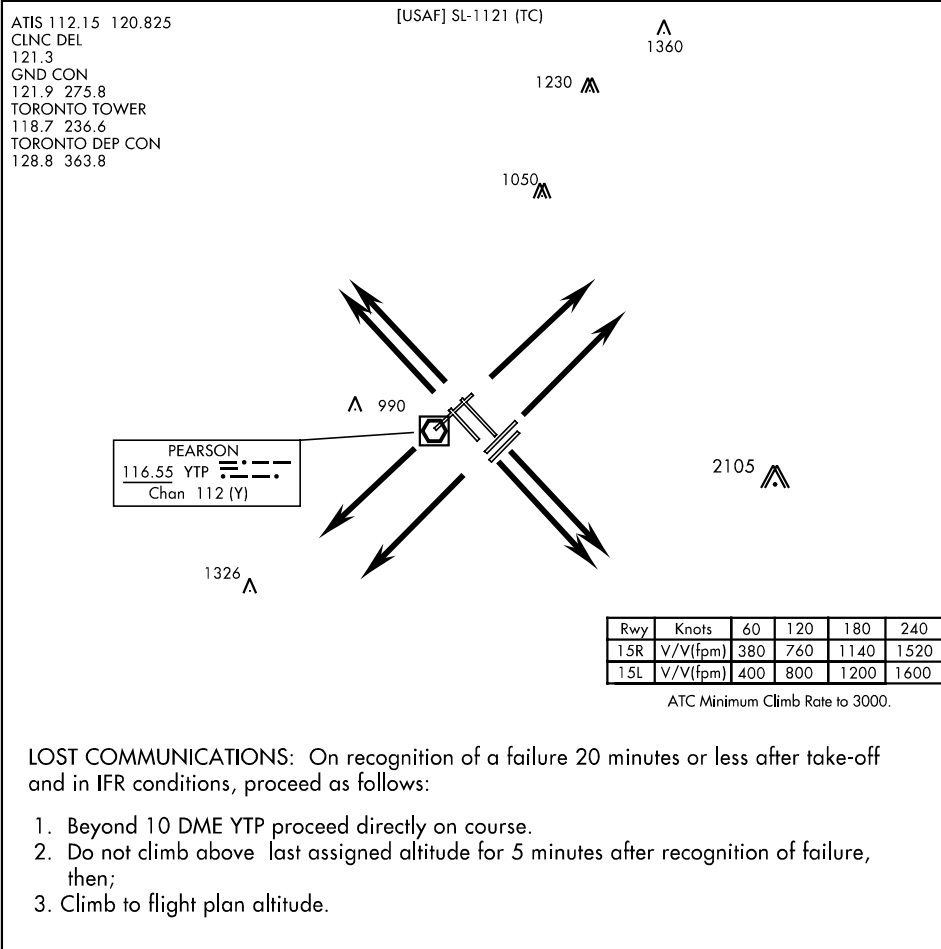 ATIS 112.15 120.825
CLNC DEL
121.3
GND CON
121.9 275.8
TORONTO TOWER
118.7 236.6
TORONTO DEP CON
128.8 363.8
[USAF] SL-1121 (TC)
1360
1230
1050
990
PEARSON
116.55 YTP
Chan 112 (Y)
2105
1326
Rwy Knots 60 120 180 240
15R V/V(fpm) 380 760 1140 1520
15L V/V(fpm) 400 800 1200 1600
ATC Minimum Climb Rate to 3000.
LOST COMMUNICATIONS: On recognition of a failure 20 minutes or less after take-off
and in IFR conditions, proceed as follows:
1. Beyond 10 DME YTP proceed directly on course.
2. Do not climb above last assigned altitude for 5 minutes after recognition of failure,
then;
3. Climb to flight plan altitude.